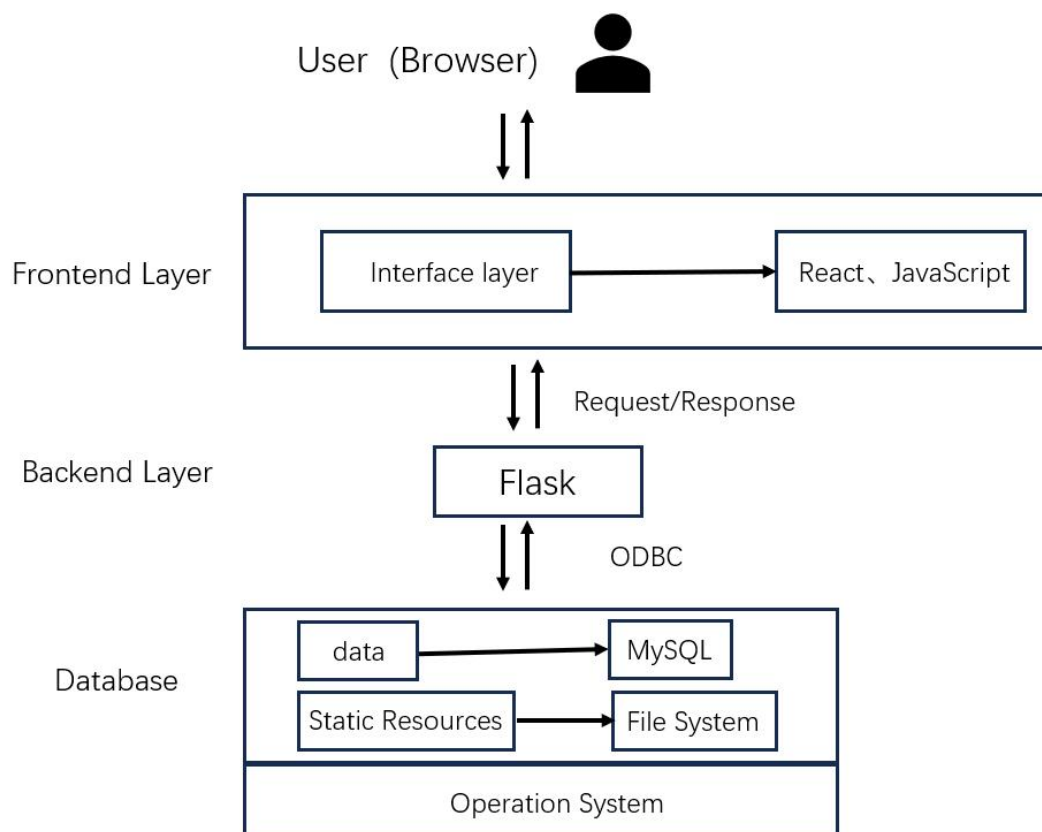 User (Browser)
Frontend Layer
Interface layer
React、JavaScript
Request/Response
Backend Layer
Flask
ODBC
Database
data
MySQL
Static Resources
File System
Operation System